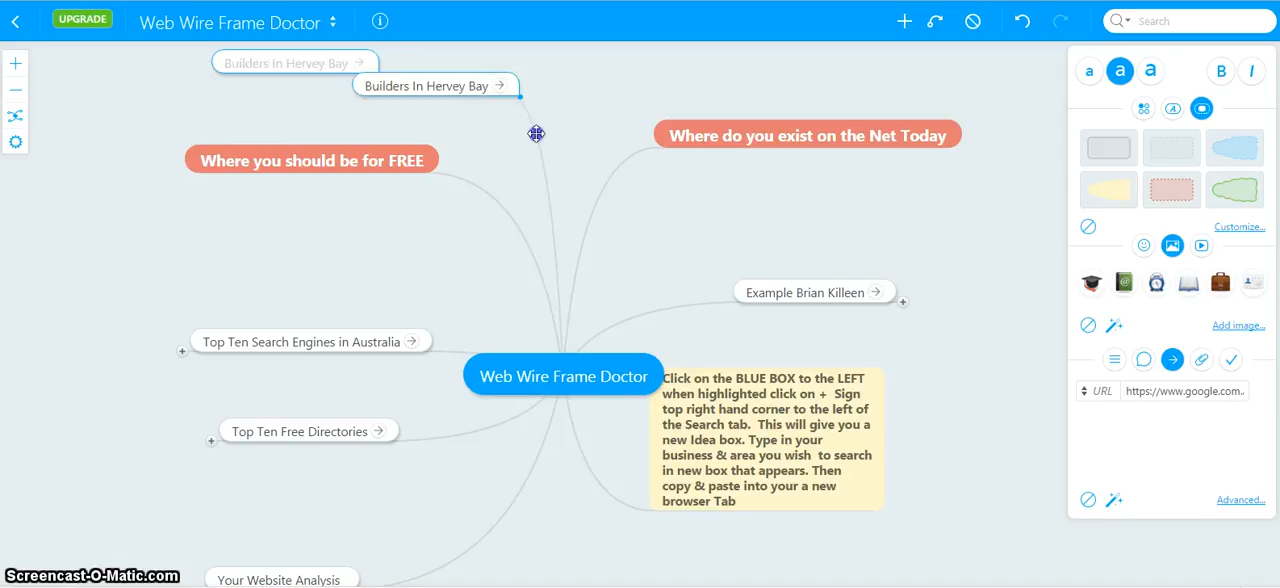 UPGRADE
Web Wire Frame Doctor
Search
Builders In Hervey Bay
Builders In Hervey Bay
Where you should be for FREE
Where do you exist on the Net Today
Example Brian Killeen
Top Ten Search Engines in Australia
Web Wire Frame Doctor
Top Ten Free Directories
Click on the BLUE BOX to the LEFT
when highlighted click on + Sign
top right hand corner to the left of
the Search tab. This will give you a
new Idea box. Type in your
business & area you wish to search
in new box that appears. Then
copy & paste into your a new
browser Tab
Your Website Analysis
a a a B I
Customize...
Add image...
URL https://www.google.com...
Advanced...
Screencast-O-Matic.com